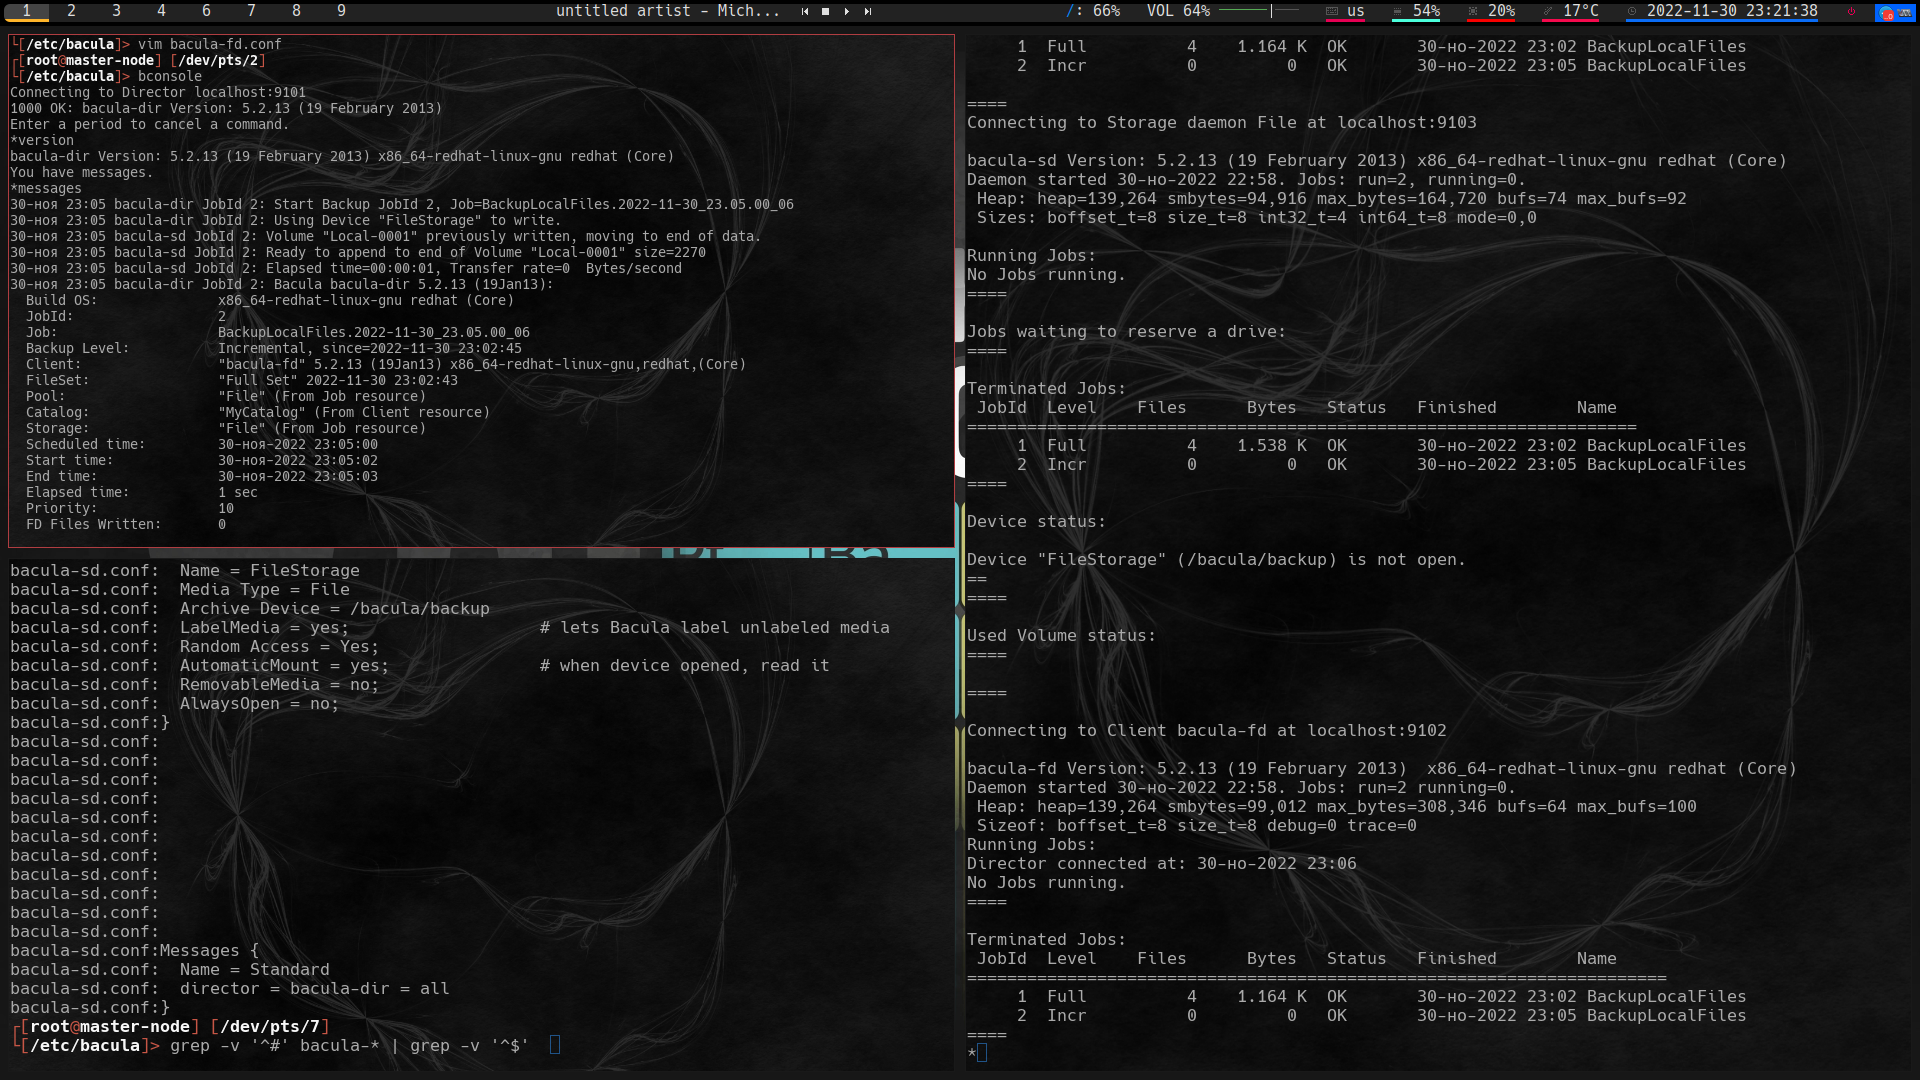 1 2 3 4 6 7 8 9 untitled artist - Mich... /: 66% VOL 64% us 54% 20% 17°C 2022-11-30 23:21:38
└[/etc/bacula]> vim bacula-fd.conf
┌[root@master-node] [/dev/pts/2]
└[/etc/bacula]> bconsole
Connecting to Director localhost:9101
1000 OK: bacula-dir Version: 5.2.13 (19 February 2013)
Enter a period to cancel a command.
*version
bacula-dir Version: 5.2.13 (19 February 2013) x86_64-redhat-linux-gnu redhat (Core)
You have messages.
*messages
30-ноя 23:05 bacula-dir JobId 2: Start Backup JobId 2, Job=BackupLocalFiles.2022-11-30_23.05.00_06
30-ноя 23:05 bacula-dir JobId 2: Using Device "FileStorage" to write.
30-ноя 23:05 bacula-sd JobId 2: Volume "Local-0001" previously written, moving to end of data.
30-ноя 23:05 bacula-sd JobId 2: Ready to append to end of Volume "Local-0001" size=2270
30-ноя 23:05 bacula-sd JobId 2: Elapsed time=00:00:01, Transfer rate=0  Bytes/second
30-ноя 23:05 bacula-dir JobId 2: Bacula bacula-dir 5.2.13 (19Jan13):
  Build OS:               x86_64-redhat-linux-gnu redhat (Core)
  JobId:                  2
  Job:                    BackupLocalFiles.2022-11-30_23.05.00_06
  Backup Level:           Incremental, since=2022-11-30 23:02:45
  Client:                 "bacula-fd" 5.2.13 (19Jan13) x86_64-redhat-linux-gnu,redhat,(Core)
  FileSet:                "Full Set" 2022-11-30 23:02:43
  Pool:                   "File" (From Job resource)
  Catalog:                "MyCatalog" (From Client resource)
  Storage:                "File" (From Job resource)
  Scheduled time:         30-ноя-2022 23:05:00
  Start time:             30-ноя-2022 23:05:02
  End time:               30-ноя-2022 23:05:03
  Elapsed time:           1 sec
  Priority:               10
  FD Files Written:       0
bacula-sd.conf:  Name = FileStorage
bacula-sd.conf:  Media Type = File
bacula-sd.conf:  Archive Device = /bacula/backup
bacula-sd.conf:  LabelMedia = yes;                   # lets Bacula label unlabeled media
bacula-sd.conf:  Random Access = Yes;
bacula-sd.conf:  AutomaticMount = yes;               # when device opened, read it
bacula-sd.conf:  RemovableMedia = no;
bacula-sd.conf:  AlwaysOpen = no;
bacula-sd.conf:}
bacula-sd.conf:
bacula-sd.conf:
bacula-sd.conf:
bacula-sd.conf:
bacula-sd.conf:
bacula-sd.conf:
bacula-sd.conf:
bacula-sd.conf:
bacula-sd.conf:
bacula-sd.conf:
bacula-sd.conf:
bacula-sd.conf:Messages {
bacula-sd.conf:  Name = Standard
bacula-sd.conf:  director = bacula-dir = all
bacula-sd.conf:}
┌[root@master-node] [/dev/pts/7]
└[/etc/bacula]> grep -v '^#' bacula-* | grep -v '^$'
     1  Full          4    1.164 K  OK       30-но-2022 23:02 BackupLocalFiles
     2  Incr          0         0   OK       30-но-2022 23:05 BackupLocalFiles
====
Connecting to Storage daemon File at localhost:9103
bacula-sd Version: 5.2.13 (19 February 2013) x86_64-redhat-linux-gnu redhat (Core)
Daemon started 30-но-2022 22:58. Jobs: run=2, running=0.
 Heap: heap=139,264 smbytes=94,916 max_bytes=164,720 bufs=74 max_bufs=92
 Sizes: boffset_t=8 size_t=8 int32_t=4 int64_t=8 mode=0,0
Running Jobs:
No Jobs running.
====
Jobs waiting to reserve a drive:
====
Terminated Jobs:
 JobId  Level    Files      Bytes   Status   Finished        Name
===================================================================
     1  Full          4    1.538 K  OK       30-но-2022 23:02 BackupLocalFiles
     2  Incr          0         0   OK       30-но-2022 23:05 BackupLocalFiles
====
Device status:
Device "FileStorage" (/bacula/backup) is not open.
==
====
Used Volume status:
====
====
Connecting to Client bacula-fd at localhost:9102
bacula-fd Version: 5.2.13 (19 February 2013)  x86_64-redhat-linux-gnu redhat (Core)
Daemon started 30-но-2022 22:58. Jobs: run=2 running=0.
 Heap: heap=139,264 smbytes=99,012 max_bytes=308,346 bufs=64 max_bufs=100
 Sizeof: boffset_t=8 size_t=8 debug=0 trace=0
Running Jobs:
Director connected at: 30-но-2022 23:06
No Jobs running.
====
Terminated Jobs:
 JobId  Level    Files      Bytes   Status   Finished        Name
======================================================================
     1  Full          4    1.164 K  OK       30-но-2022 23:02 BackupLocalFiles
     2  Incr          0         0   OK       30-но-2022 23:05 BackupLocalFiles
====
*